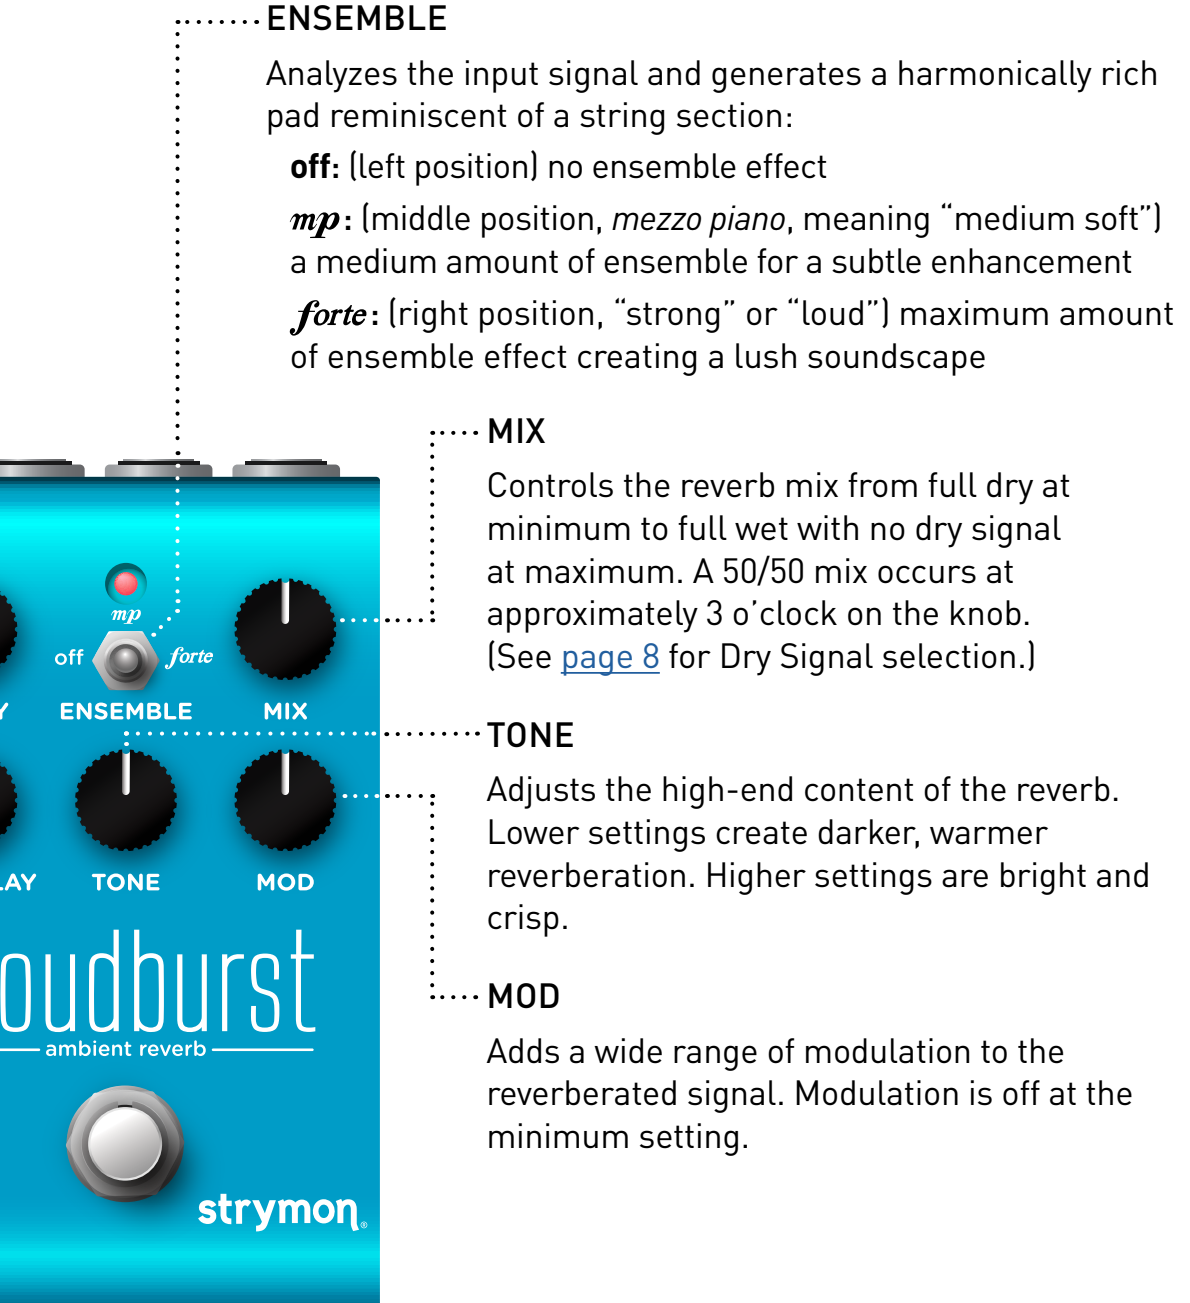 ENSEMBLE
Analyzes the input signal and generates a harmonically rich
pad reminiscent of a string section:
off: (left position) no ensemble effect
mp: (middle position, mezzo piano, meaning “medium soft”)
a medium amount of ensemble for a subtle enhancement
forte: (right position, “strong” or “loud”) maximum amount
of ensemble effect creating a lush soundscape
MIX
Controls the reverb mix from full dry at
minimum to full wet with no dry signal
at maximum. A 50/50 mix occurs at
approximately 3 o’clock on the knob.
(See page 8 for Dry Signal selection.)
TONE
Adjusts the high-end content of the reverb.
Lower settings create darker, warmer
reverberation. Higher settings are bright and
crisp.
MOD
Adds a wide range of modulation to the
reverberated signal. Modulation is off at the
minimum setting.
mp
off forte
Y ENSEMBLE MIX
LAY TONE MOD
oudburst
ambient reverb
strymon®